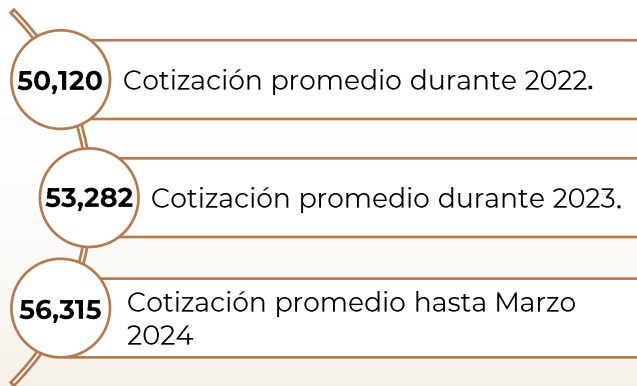 50,120 Cotización promedio durante 2022.
53,282 Cotización promedio durante 2023.
56,315 Cotización promedio hasta Marzo
2024